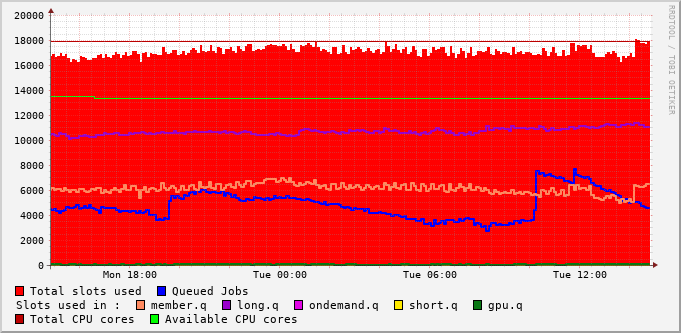 RRDTOOL / TOBI OETIKER
20000
18000
16000
14000
12000
10000
8000
6000
4000
2000
0
Mon 18:00 Tue 00:00 Tue 06:00 Tue 12:00
Total slots used Queued Jobs
Slots used in : member.q long.q ondemand.q short.q gpu.q
Total CPU cores Available CPU cores